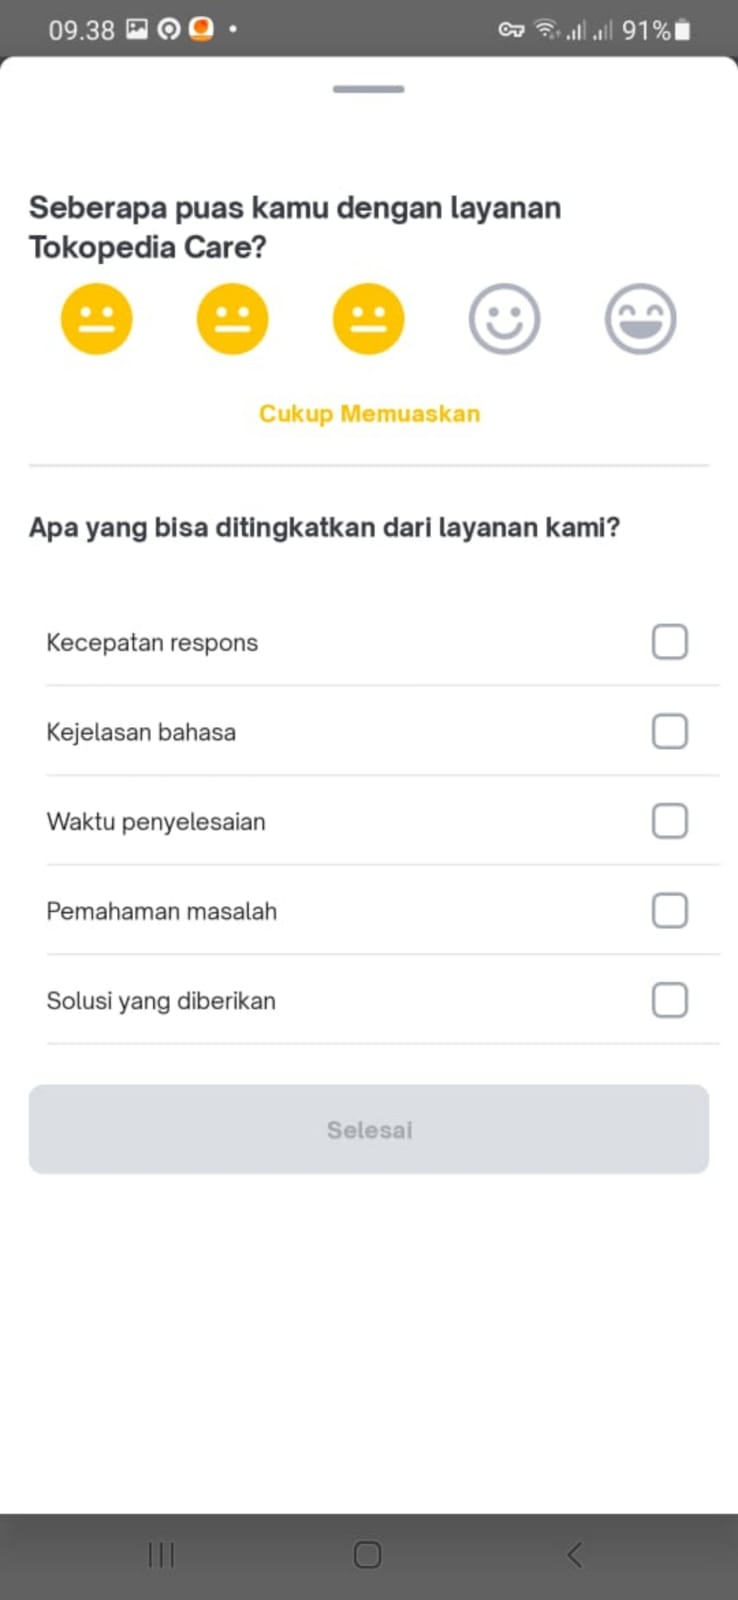 09.38
91%
Seberapa puas kamu dengan layanan
Tokopedia Care?
Cukup Memuaskan
Apa yang bisa ditingkatkan dari layanan kami?
Kecepatan respons
Kejelasan bahasa
Waktu penyelesaian
Pemahaman masalah
Solusi yang diberikan
Selesai